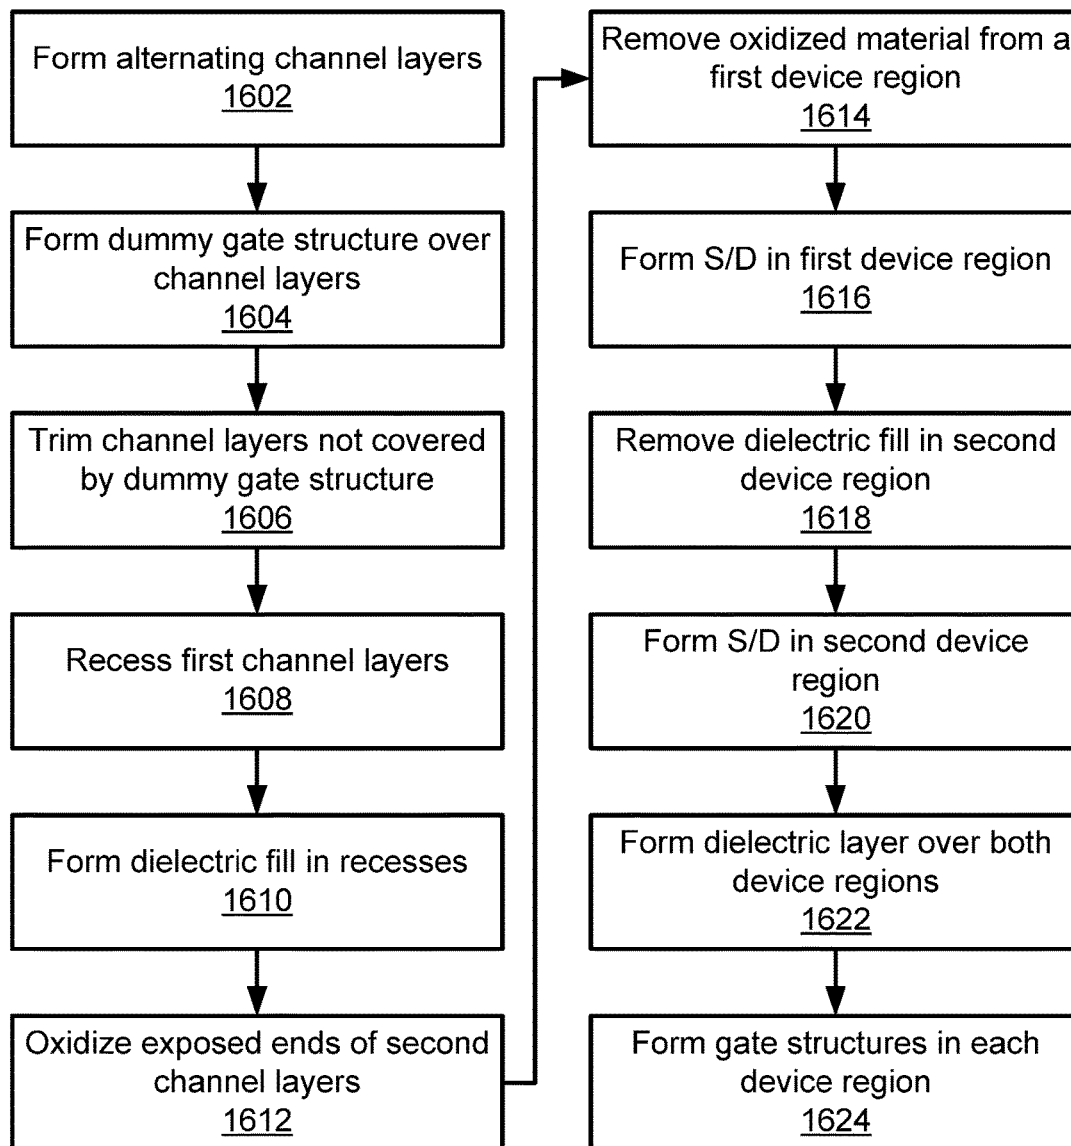 Form alternating channel layers
1602
Form dummy gate structure over
channel layers
1604
Trim channel layers not covered
by dummy gate structure
1606
Recess first channel layers
1608
Form dielectric fill in recesses
1610
Oxidize exposed ends of second
channel layers
1612
Remove oxidized material from a
first device region
1614
Form S/D in first device region
1616
Remove dielectric fill in second
device region
1618
Form S/D in second device
region
1620
Form dielectric layer over both
device regions
1622
Form gate structures in each
device region
1624